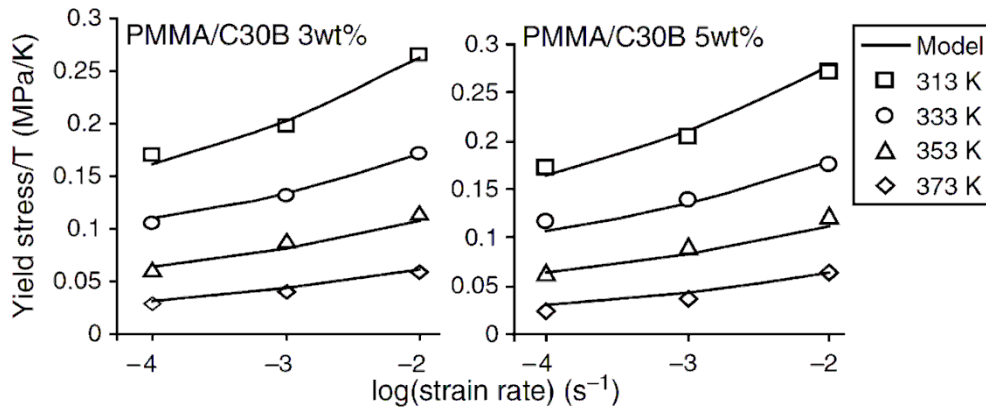 PMMA/C30B 3wt%
PMMA/C30B 5wt%
Yield stress/T (MPa/K)
0.3
0.25
0.2
0.15
0.1
0.05
0
−4
−3
−2
0.3
0.25
0.2
0.15
0.1
0.05
0
−4
−3
−2
log(strain rate) (s⁻¹)
Model
313 K
333 K
353 K
373 K